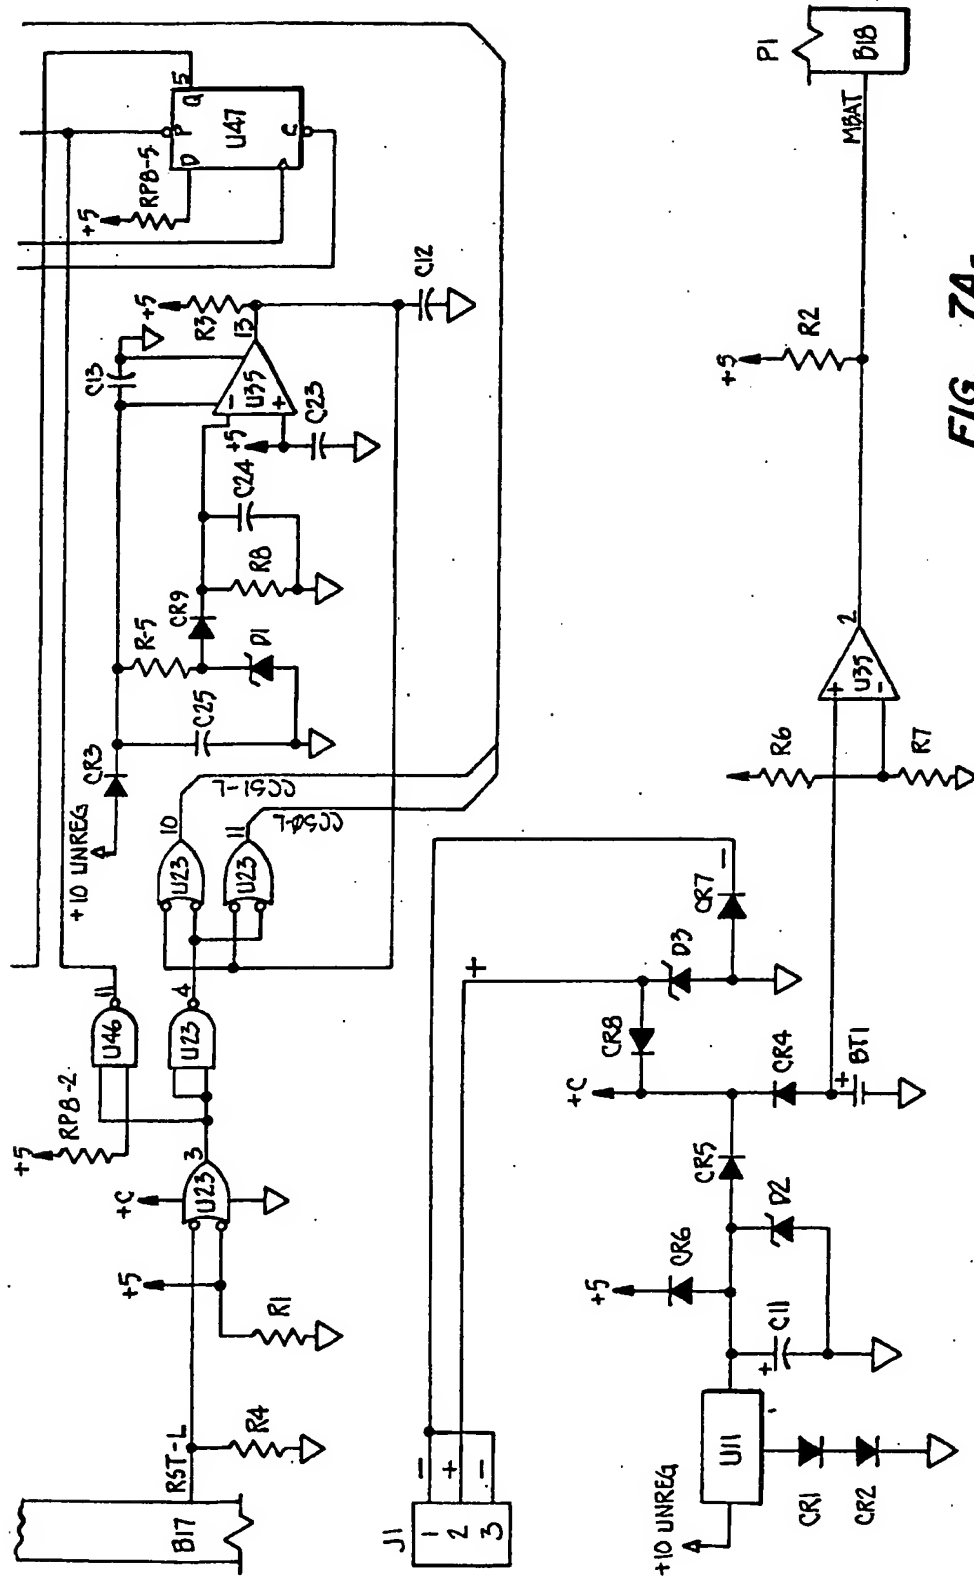 B17
RST-L
R4
+5
R1
+C
U23
3
+5
RP8-2
U46
11
U23
4
U23
10
U23
11
CCS1-L
CCS0-L
+10 UNREG
CR3
C25
R-5
D1
CR9
R8
C24
+5
C23
C13
-
+
U35
13
+5
R3
C12
+5
RP8-5
D
P
Q
5
U47
C
J1
1
2
3
-
+
-
+
-
CR8
D3
CR7
+C
CR4
+
BT1
CR5
D2
CR6
+5
+
C11
U11
+10 UNREG
CR1
CR2
R6
R7
+
-
U35
2
+5
R2
MBAT
P1
B18
FIG. 7A-